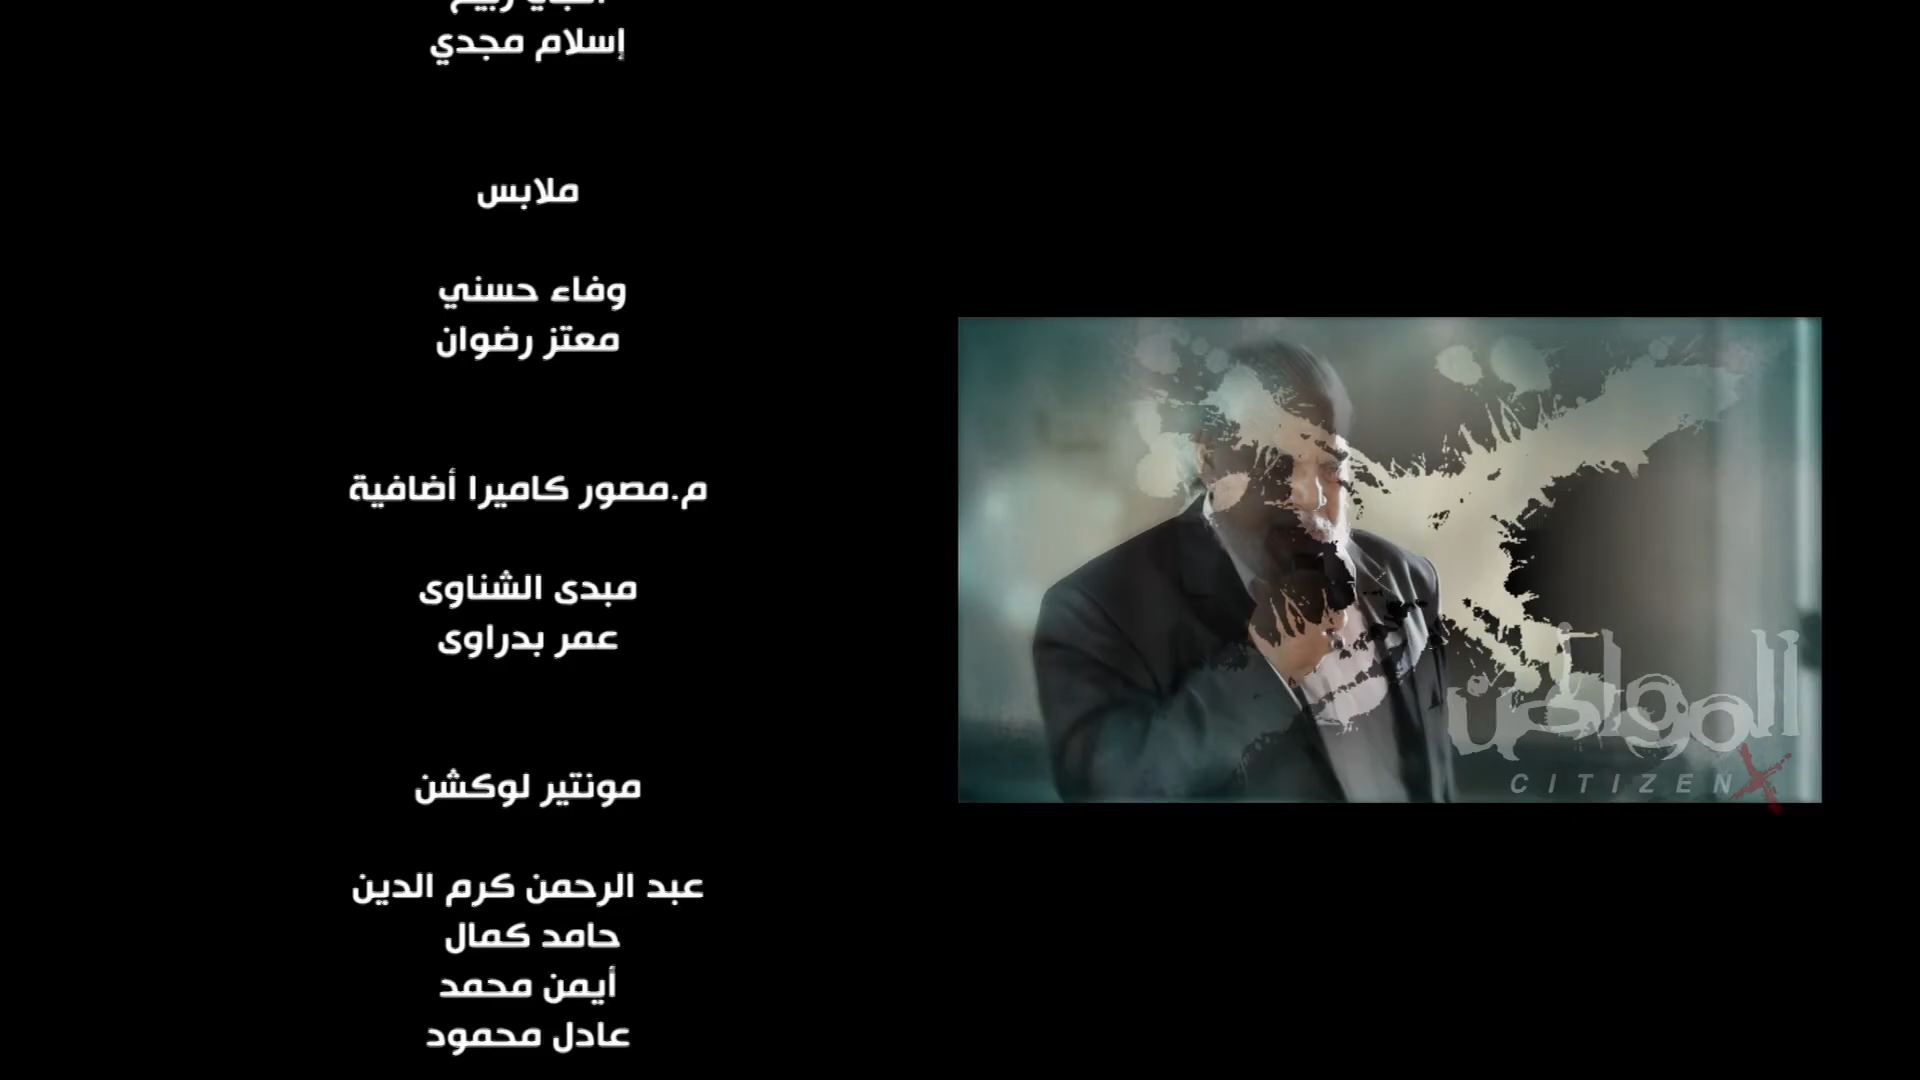 إسلام مجدي
ملابس
وفاء حسني
معتز رضوان
م.مصور كاميرا أضافية
مبدى الشناوى
عمر بدراوى
مونتير لوكشن
عبد الرحمن كرم الدين
حامد كمال
أيمن محمد
عادل محمود
المواطن
CITIZEN X